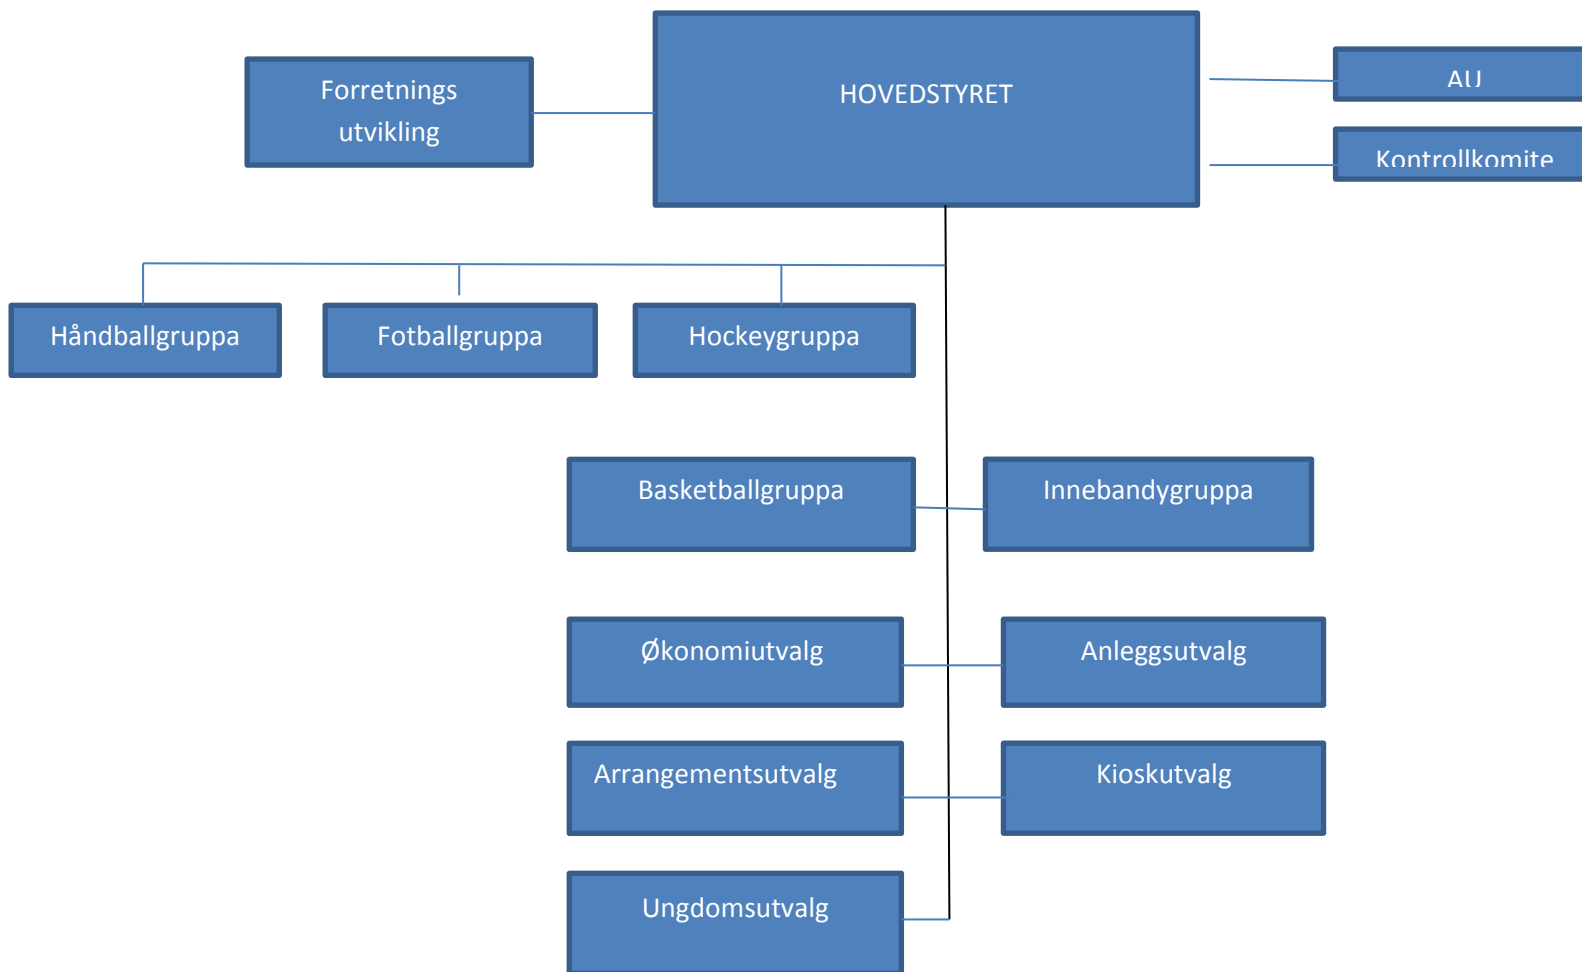 HOVEDSTYRET
Forretnings
utvikling
AU
Kontrollkomite
Håndballgruppa
Fotballgruppa
Hockeygruppa
Basketballgruppa
Innebandygruppa
Økonomiutvalg
Anleggsutvalg
Arrangementsutvalg
Kioskutvalg
Ungdomsutvalg